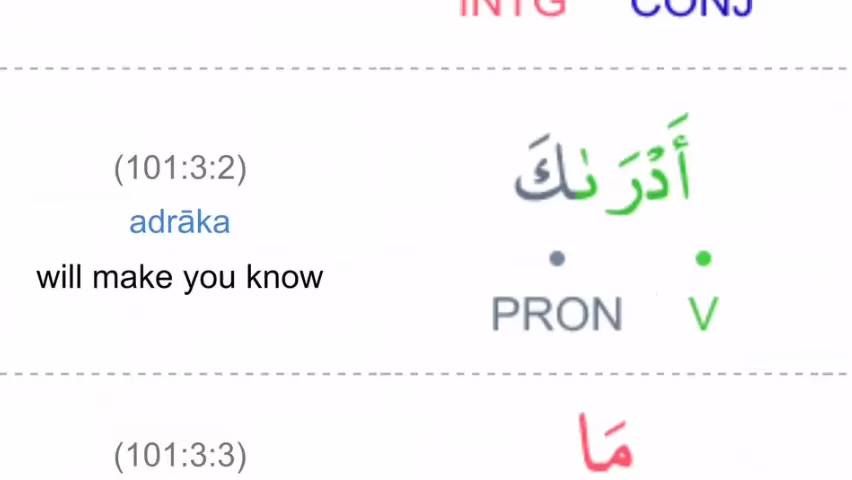 INTG CONJ
(101:3:2)
adrāka
will make you know
أَدْرَىٰكَ
PRON V
(101:3:3)
مَا